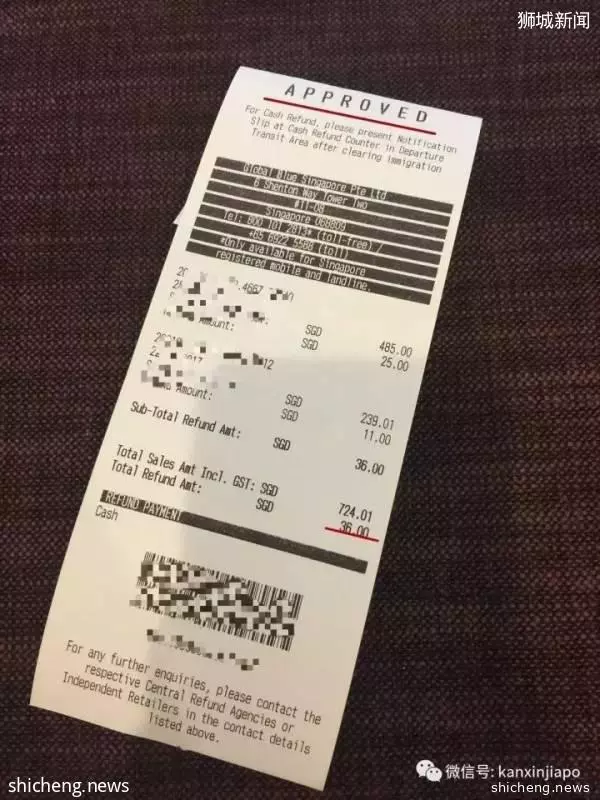 狮城新闻
APPROVED
For Cash Refund, please present Notification
Slip at Cash Refund Counter in Departure
Transit Area after clearing immigration
Global Blue Singapore Pte Ltd
6 Shenton Way Tower Two
#11-08
Singapore 068809
Tel: 800 101 2813* (toll-free) /
+65 6922 5588 (toll)
*Only available for Singapore
registered mobile and landline.
Amount: SGD 485.00
SGD 25.00
Amount: SGD 239.01
SGD 11.00
Sub-Total Refund Amt: SGD 36.00
Total Sales Amt Incl. GST: SGD 724.01
Total Refund Amt: SGD 36.00
REFUND PAYMENT
Cash
For any further enquiries, please contact the
respective Central Refund Agencies or
Independent Retailers in the contact details
listed above.
微信号: kanxinjiapo
shicheng.news
shicheng.news